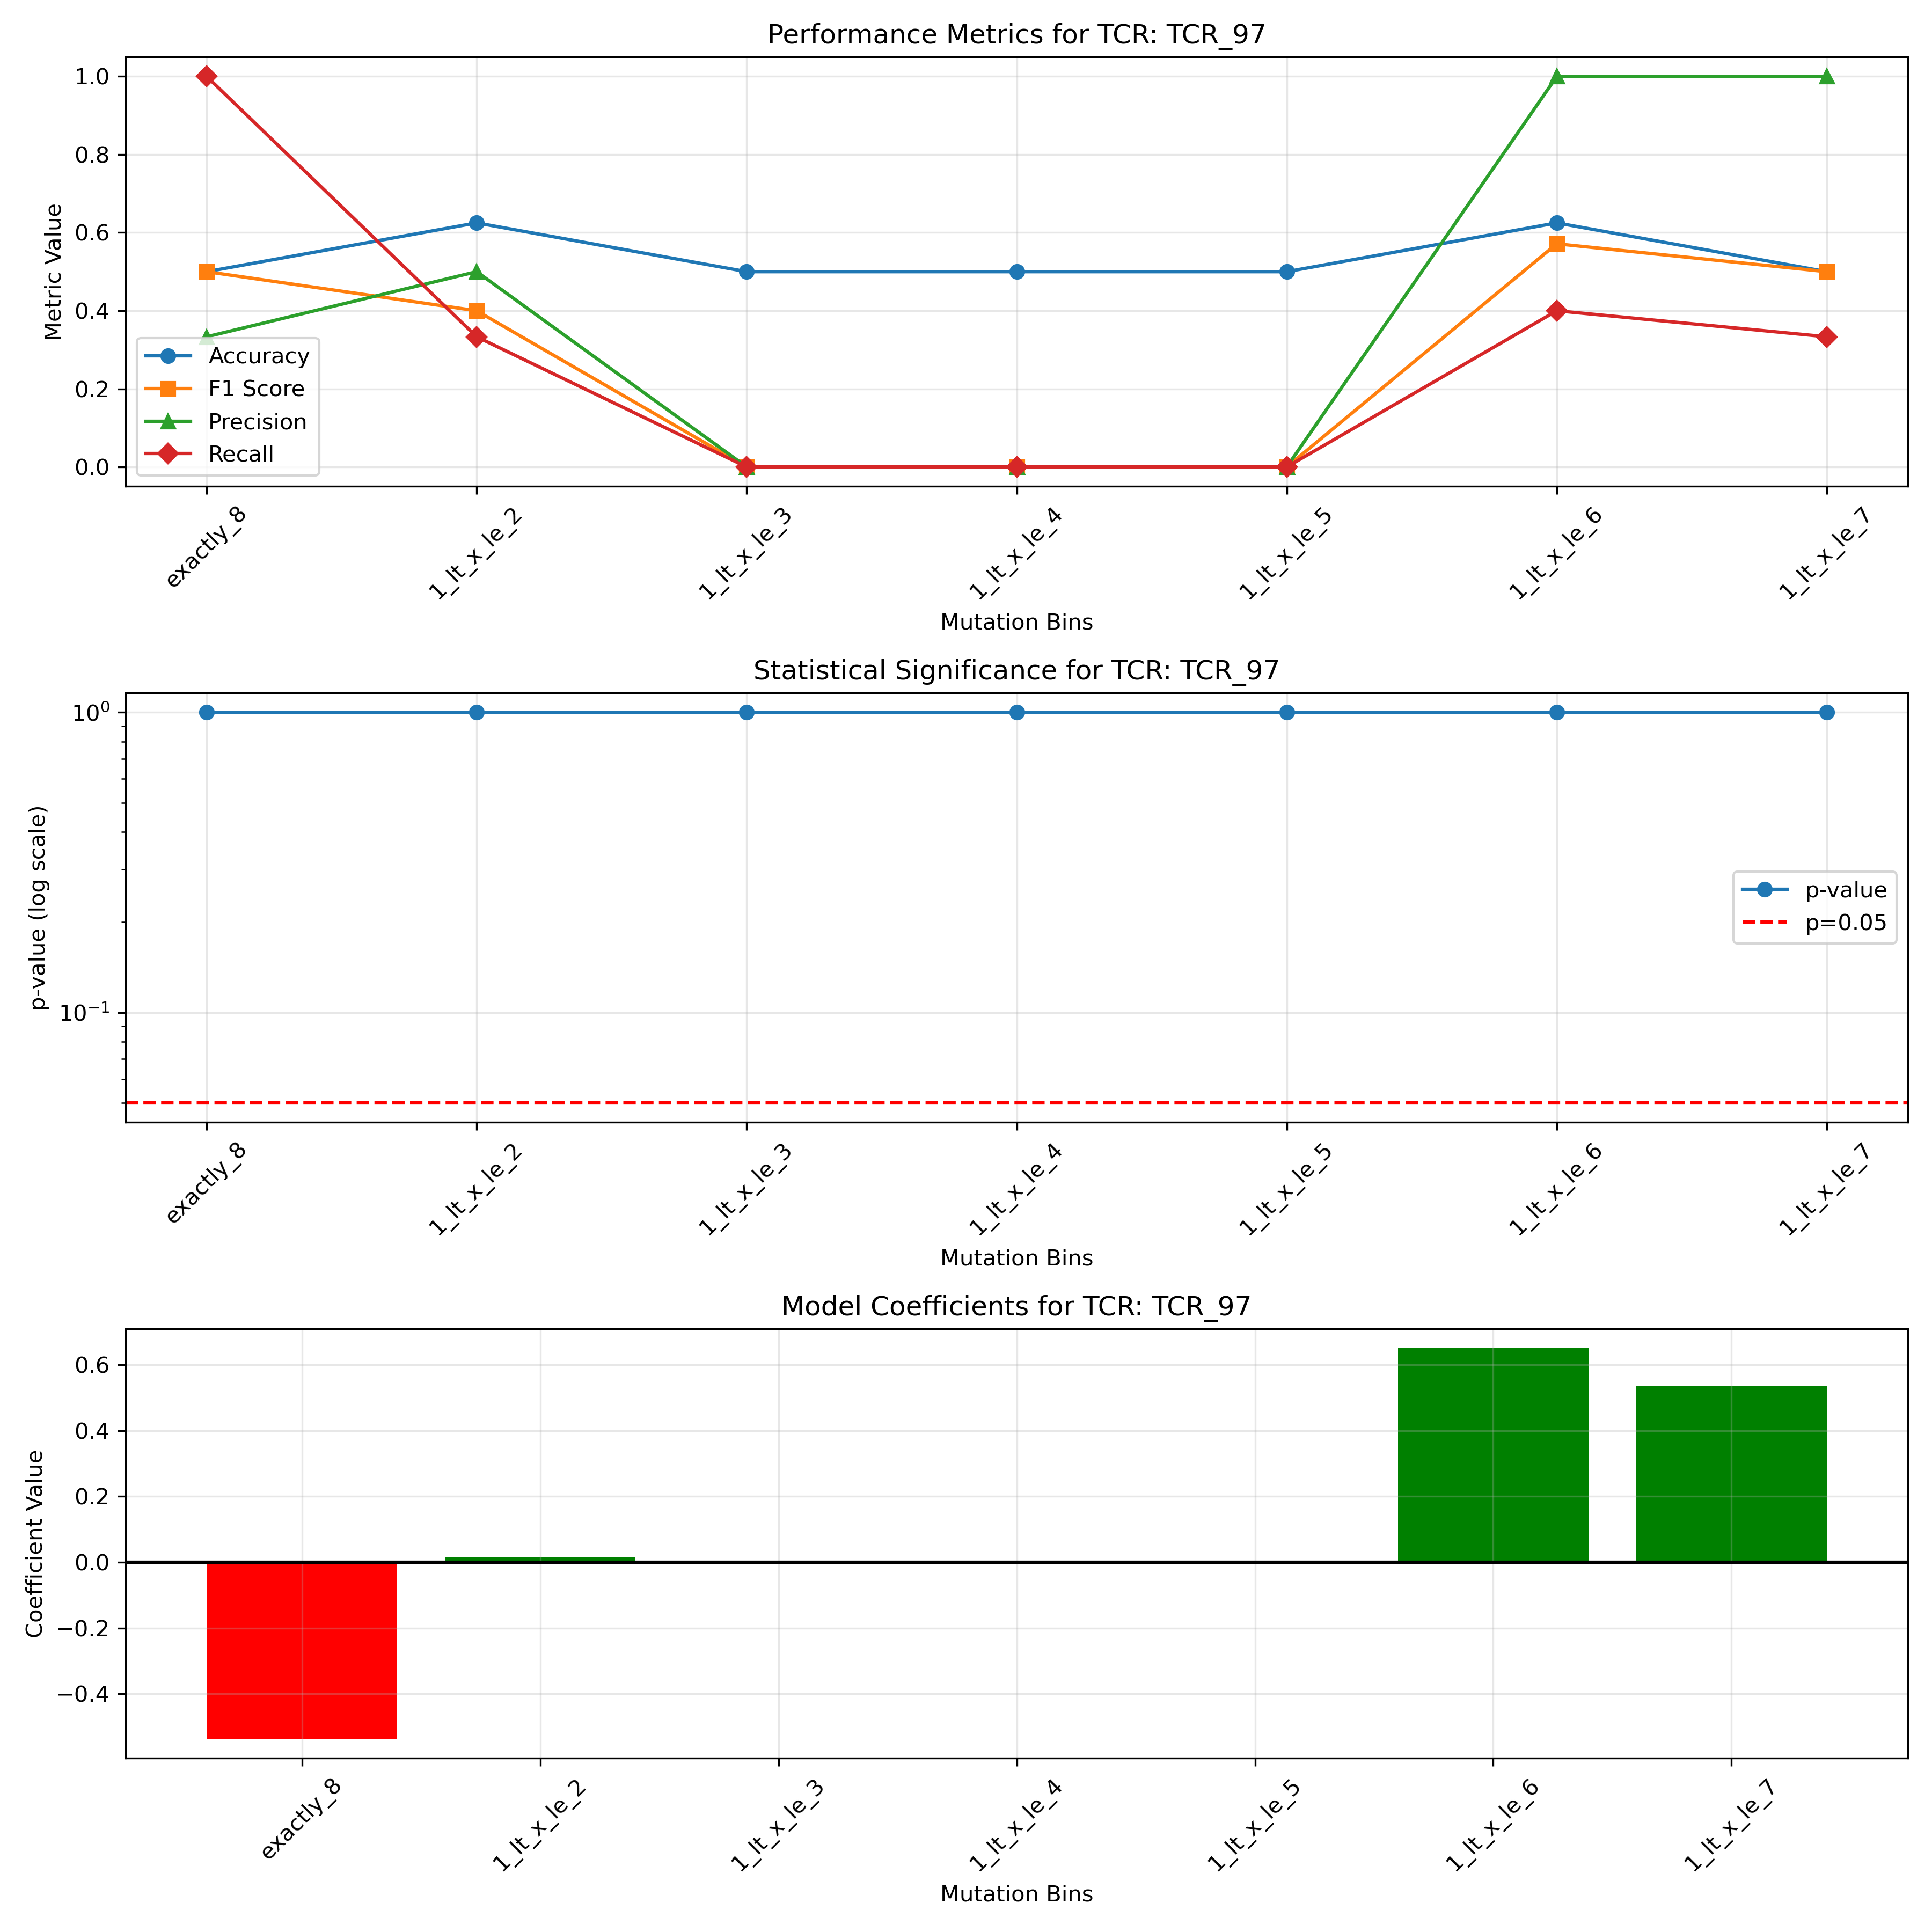 Performance Metrics for TCR: TCR_97
Metric Value
1.0
0.8
0.6
0.4
0.2
0.0
Accuracy
F1 Score
Precision
Recall
exactly_8
1_lt_x_le_2
1_lt_x_le_3
1_lt_x_le_4
1_lt_x_le_5
1_lt_x_le_6
1_lt_x_le_7
Mutation Bins
Statistical Significance for TCR: TCR_97
p-value (log scale)
10⁰
10⁻¹
p-value
p=0.05
exactly_8
1_lt_x_le_2
1_lt_x_le_3
1_lt_x_le_4
1_lt_x_le_5
1_lt_x_le_6
1_lt_x_le_7
Mutation Bins
Model Coefficients for TCR: TCR_97
Coefficient Value
0.6
0.4
0.2
0.0
−0.2
−0.4
exactly_8
1_lt_x_le_2
1_lt_x_le_3
1_lt_x_le_4
1_lt_x_le_5
1_lt_x_le_6
1_lt_x_le_7
Mutation Bins